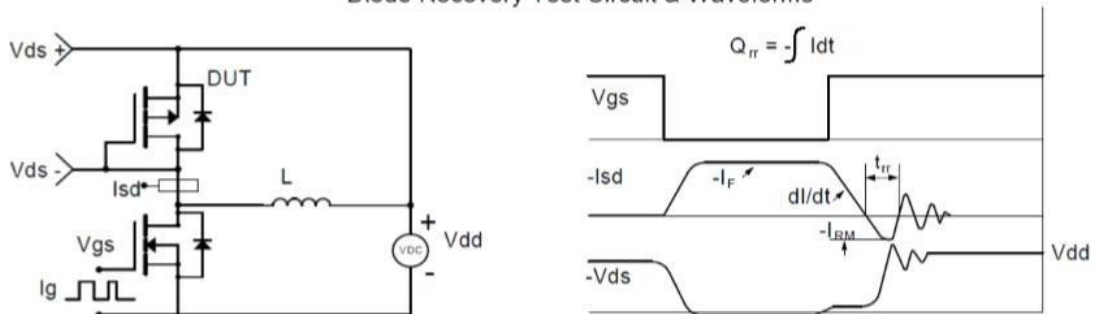 Diode Recovery Test Circuit & Waveforms
Vds +
DUT
Vds -
Isd
L
Vgs
VDC
+
-
Vdd
Ig
Qrr = -∫ Idt
Vgs
-Isd
-IF
dI/dt
trr
-IRM
Vdd
-Vds